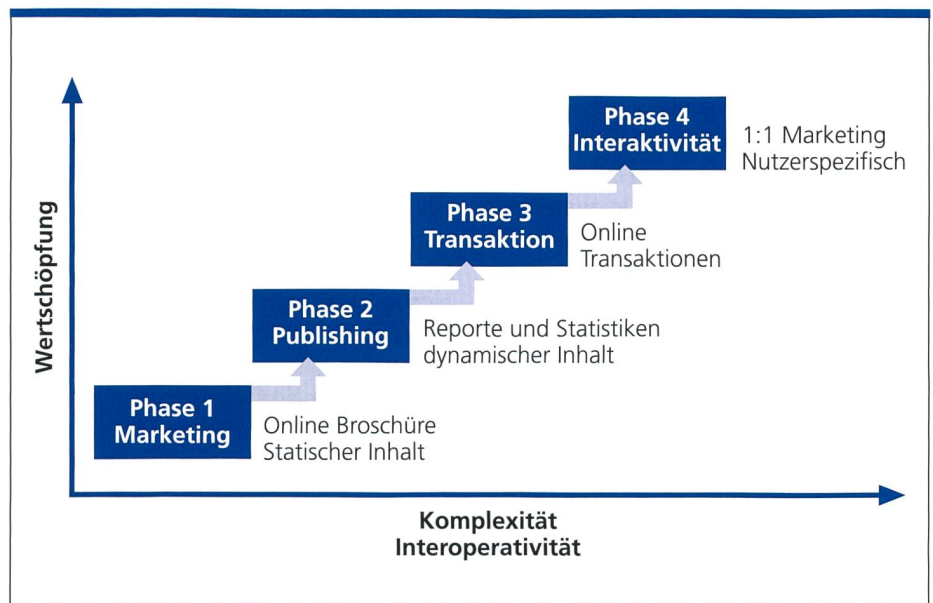 Phase 4
Interaktivität
1:1 Marketing
Nutzerspezifisch
Phase 3
Transaktion
Online
Transaktionen
Phase 2
Publishing
Reporte und Statistiken
dynamischer Inhalt
Phase 1
Marketing
Online Broschüre
Statischer Inhalt
Wertschöpfung
Komplexität
Interoperativität